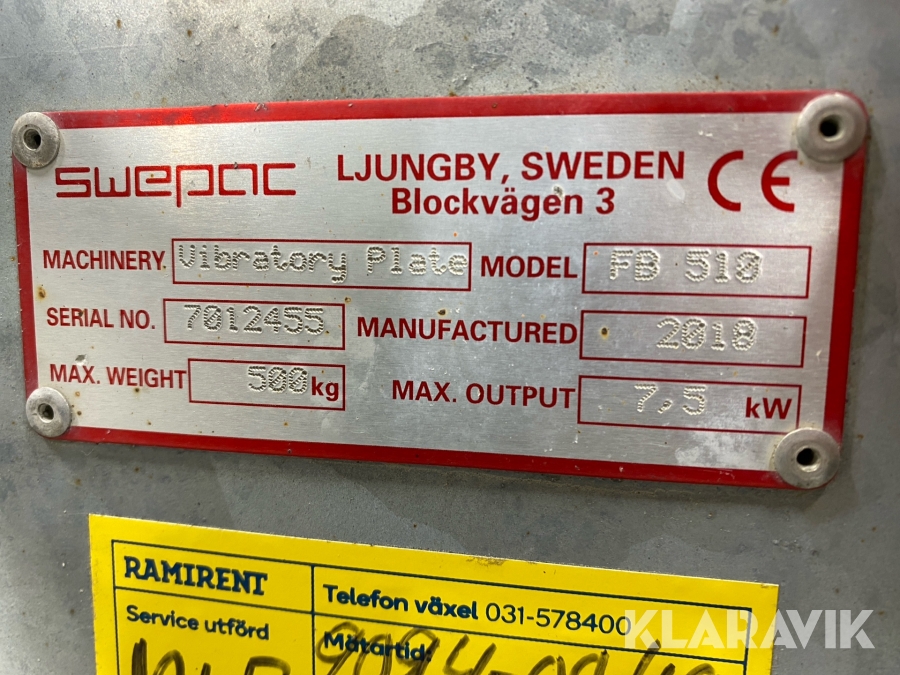 swepac LJUNGBY, SWEDEN CE
Blockvägen 3
MACHINERY Vibratory Plate MODEL FB 510
SERIAL NO. 7012455 MANUFACTURED 2018
MAX. WEIGHT 500 kg MAX. OUTPUT 7,5 kW
RAMIRENT Telefon växel 031-578400
Service utförd Mätartid:
KLARAVIK